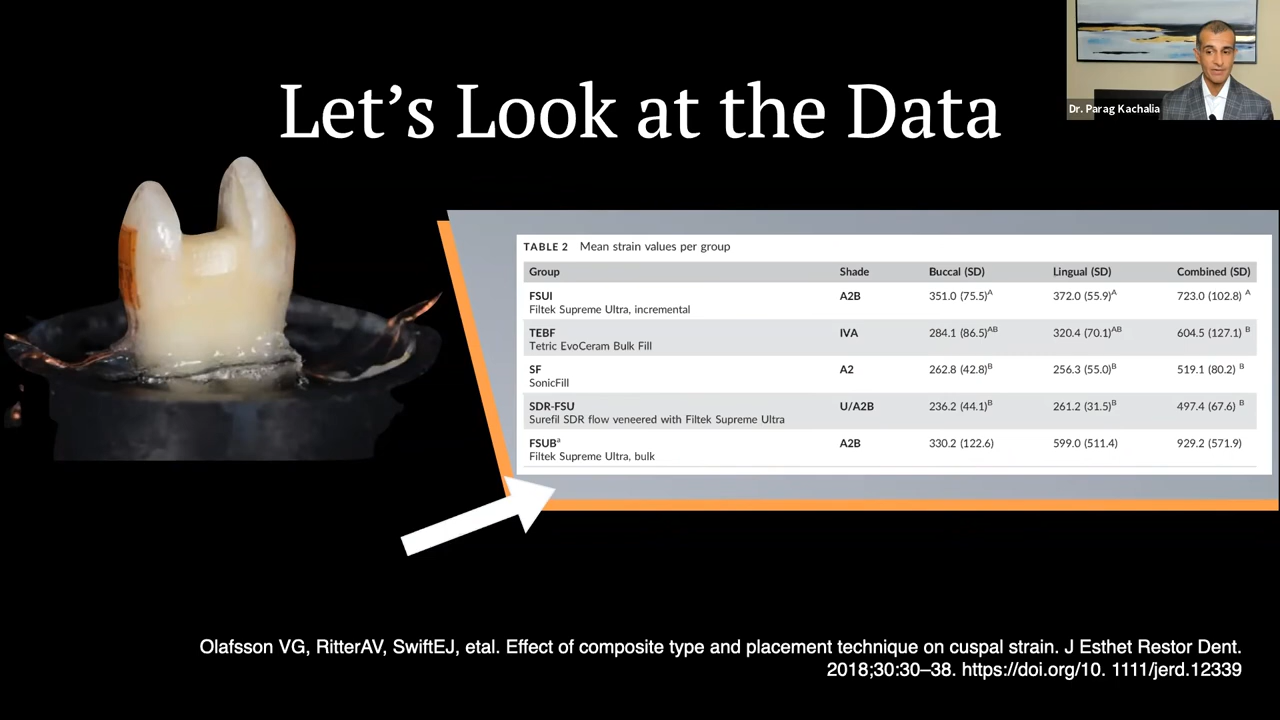 Let's Look at the Data
Dr. Parag Kachalia
TABLE 2 Mean strain values per group
Group Shade Buccal (SD) Lingual (SD) Combined (SD)
FSUI A2B 351.0 (75.5)A 372.0 (55.9)A 723.0 (102.8) A
Filtek Supreme Ultra, incremental
TEBF IVA 284.1 (86.5)AB 320.4 (70.1)AB 604.5 (127.1) B
Tetric EvoCeram Bulk Fill
SF A2 262.8 (42.8)B 256.3 (55.0)B 519.1 (80.2) B
SonicFill
SDR-FSU U/A2B 236.2 (44.1)B 261.2 (31.5)B 497.4 (67.6) B
Surefil SDR flow veneered with Filtek Supreme Ultra
FSUBa A2B 330.2 (122.6) 599.0 (511.4) 929.2 (571.9)
Filtek Supreme Ultra, bulk
Olafsson VG, RitterAV, SwiftEJ, etal. Effect of composite type and placement technique on cuspal strain. J Esthet Restor Dent.
2018;30:30–38. https://doi.org/10. 1111/jerd.12339